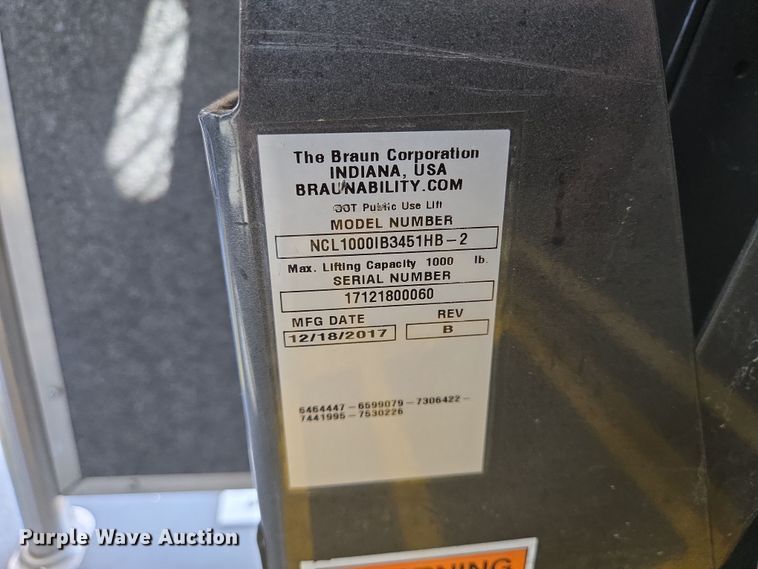 The Braun Corporation
INDIANA, USA
BRAUNABILITY.COM
DOT Public Use Lift
MODEL NUMBER
NCL1000IB3451HB-2
Max. Lifting Capacity 1000 lb.
SERIAL NUMBER
17121800060
MFG DATE REV
12/18/2017 B
6464447-6599079-7306422-
7441995-7530226
Purple Wave Auction